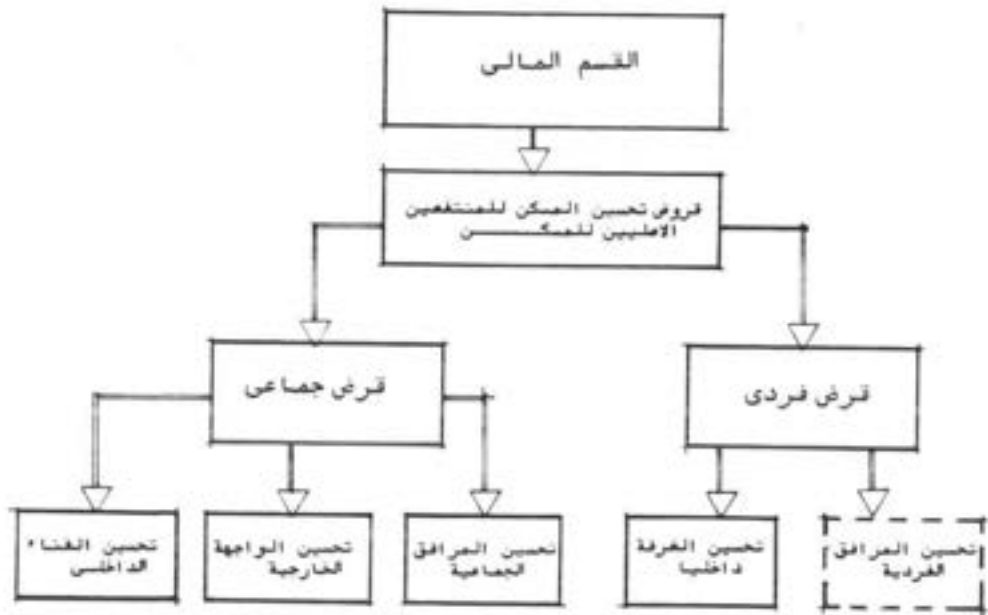 القسم المالى
قروض تحسين المسكن للمنتفعين
الاصليين للمسكن
قرض فردى
قرض جماعى
تحسين المرافق
الفردية
تحسين الغرفة
داخليا
تحسين المرافق
الجماعية
تحسين الواجهة
الخارجية
تحسين الفناء
الداخلى